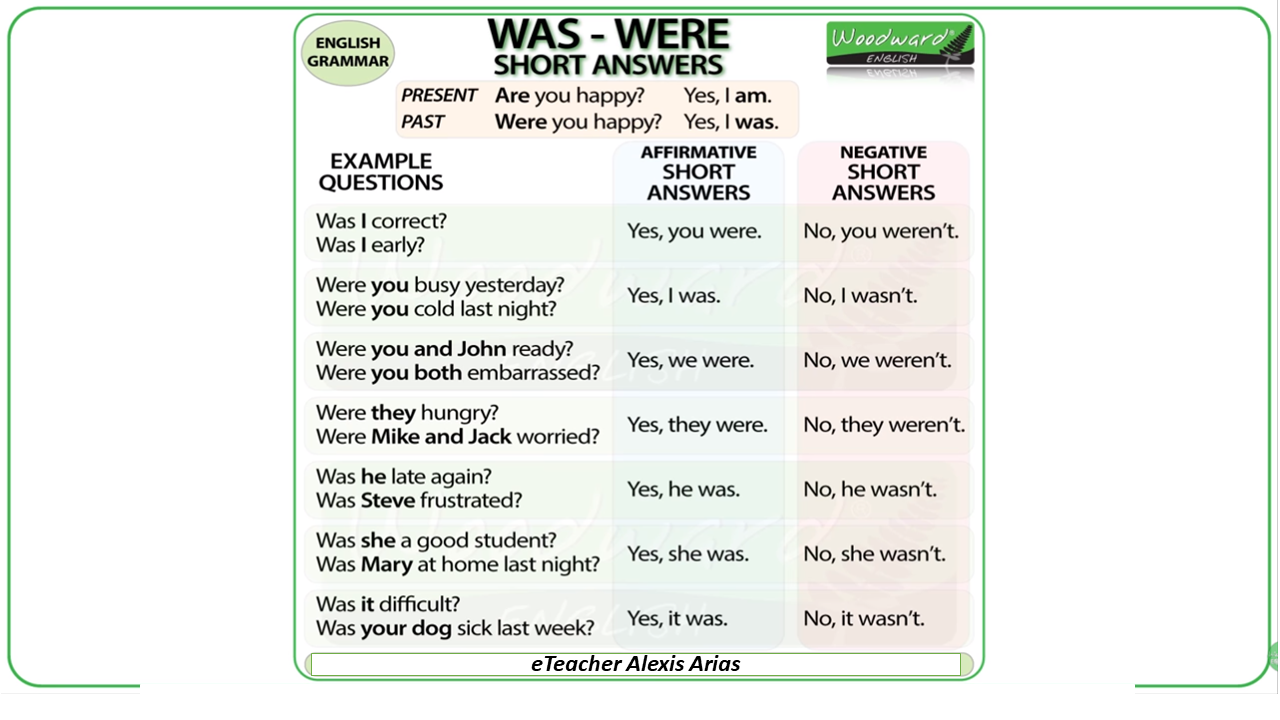 ENGLISH
GRAMMAR
WAS - WERE
SHORT ANSWERS
Woodward®
ENGLISH
PRESENT Are you happy? Yes, I am.
PAST Were you happy? Yes, I was.
EXAMPLE
QUESTIONS
AFFIRMATIVE
SHORT
ANSWERS
NEGATIVE
SHORT
ANSWERS
Was I correct?
Was I early?
Yes, you were.
No, you weren't.
Were you busy yesterday?
Were you cold last night?
Yes, I was.
No, I wasn't.
Were you and John ready?
Were you both embarrassed?
Yes, we were.
No, we weren't.
Were they hungry?
Were Mike and Jack worried?
Yes, they were.
No, they weren't.
Was he late again?
Was Steve frustrated?
Yes, he was.
No, he wasn't.
Was she a good student?
Was Mary at home last night?
Yes, she was.
No, she wasn't.
Was it difficult?
Was your dog sick last week?
Yes, it was.
No, it wasn't.
eTeacher Alexis Arias